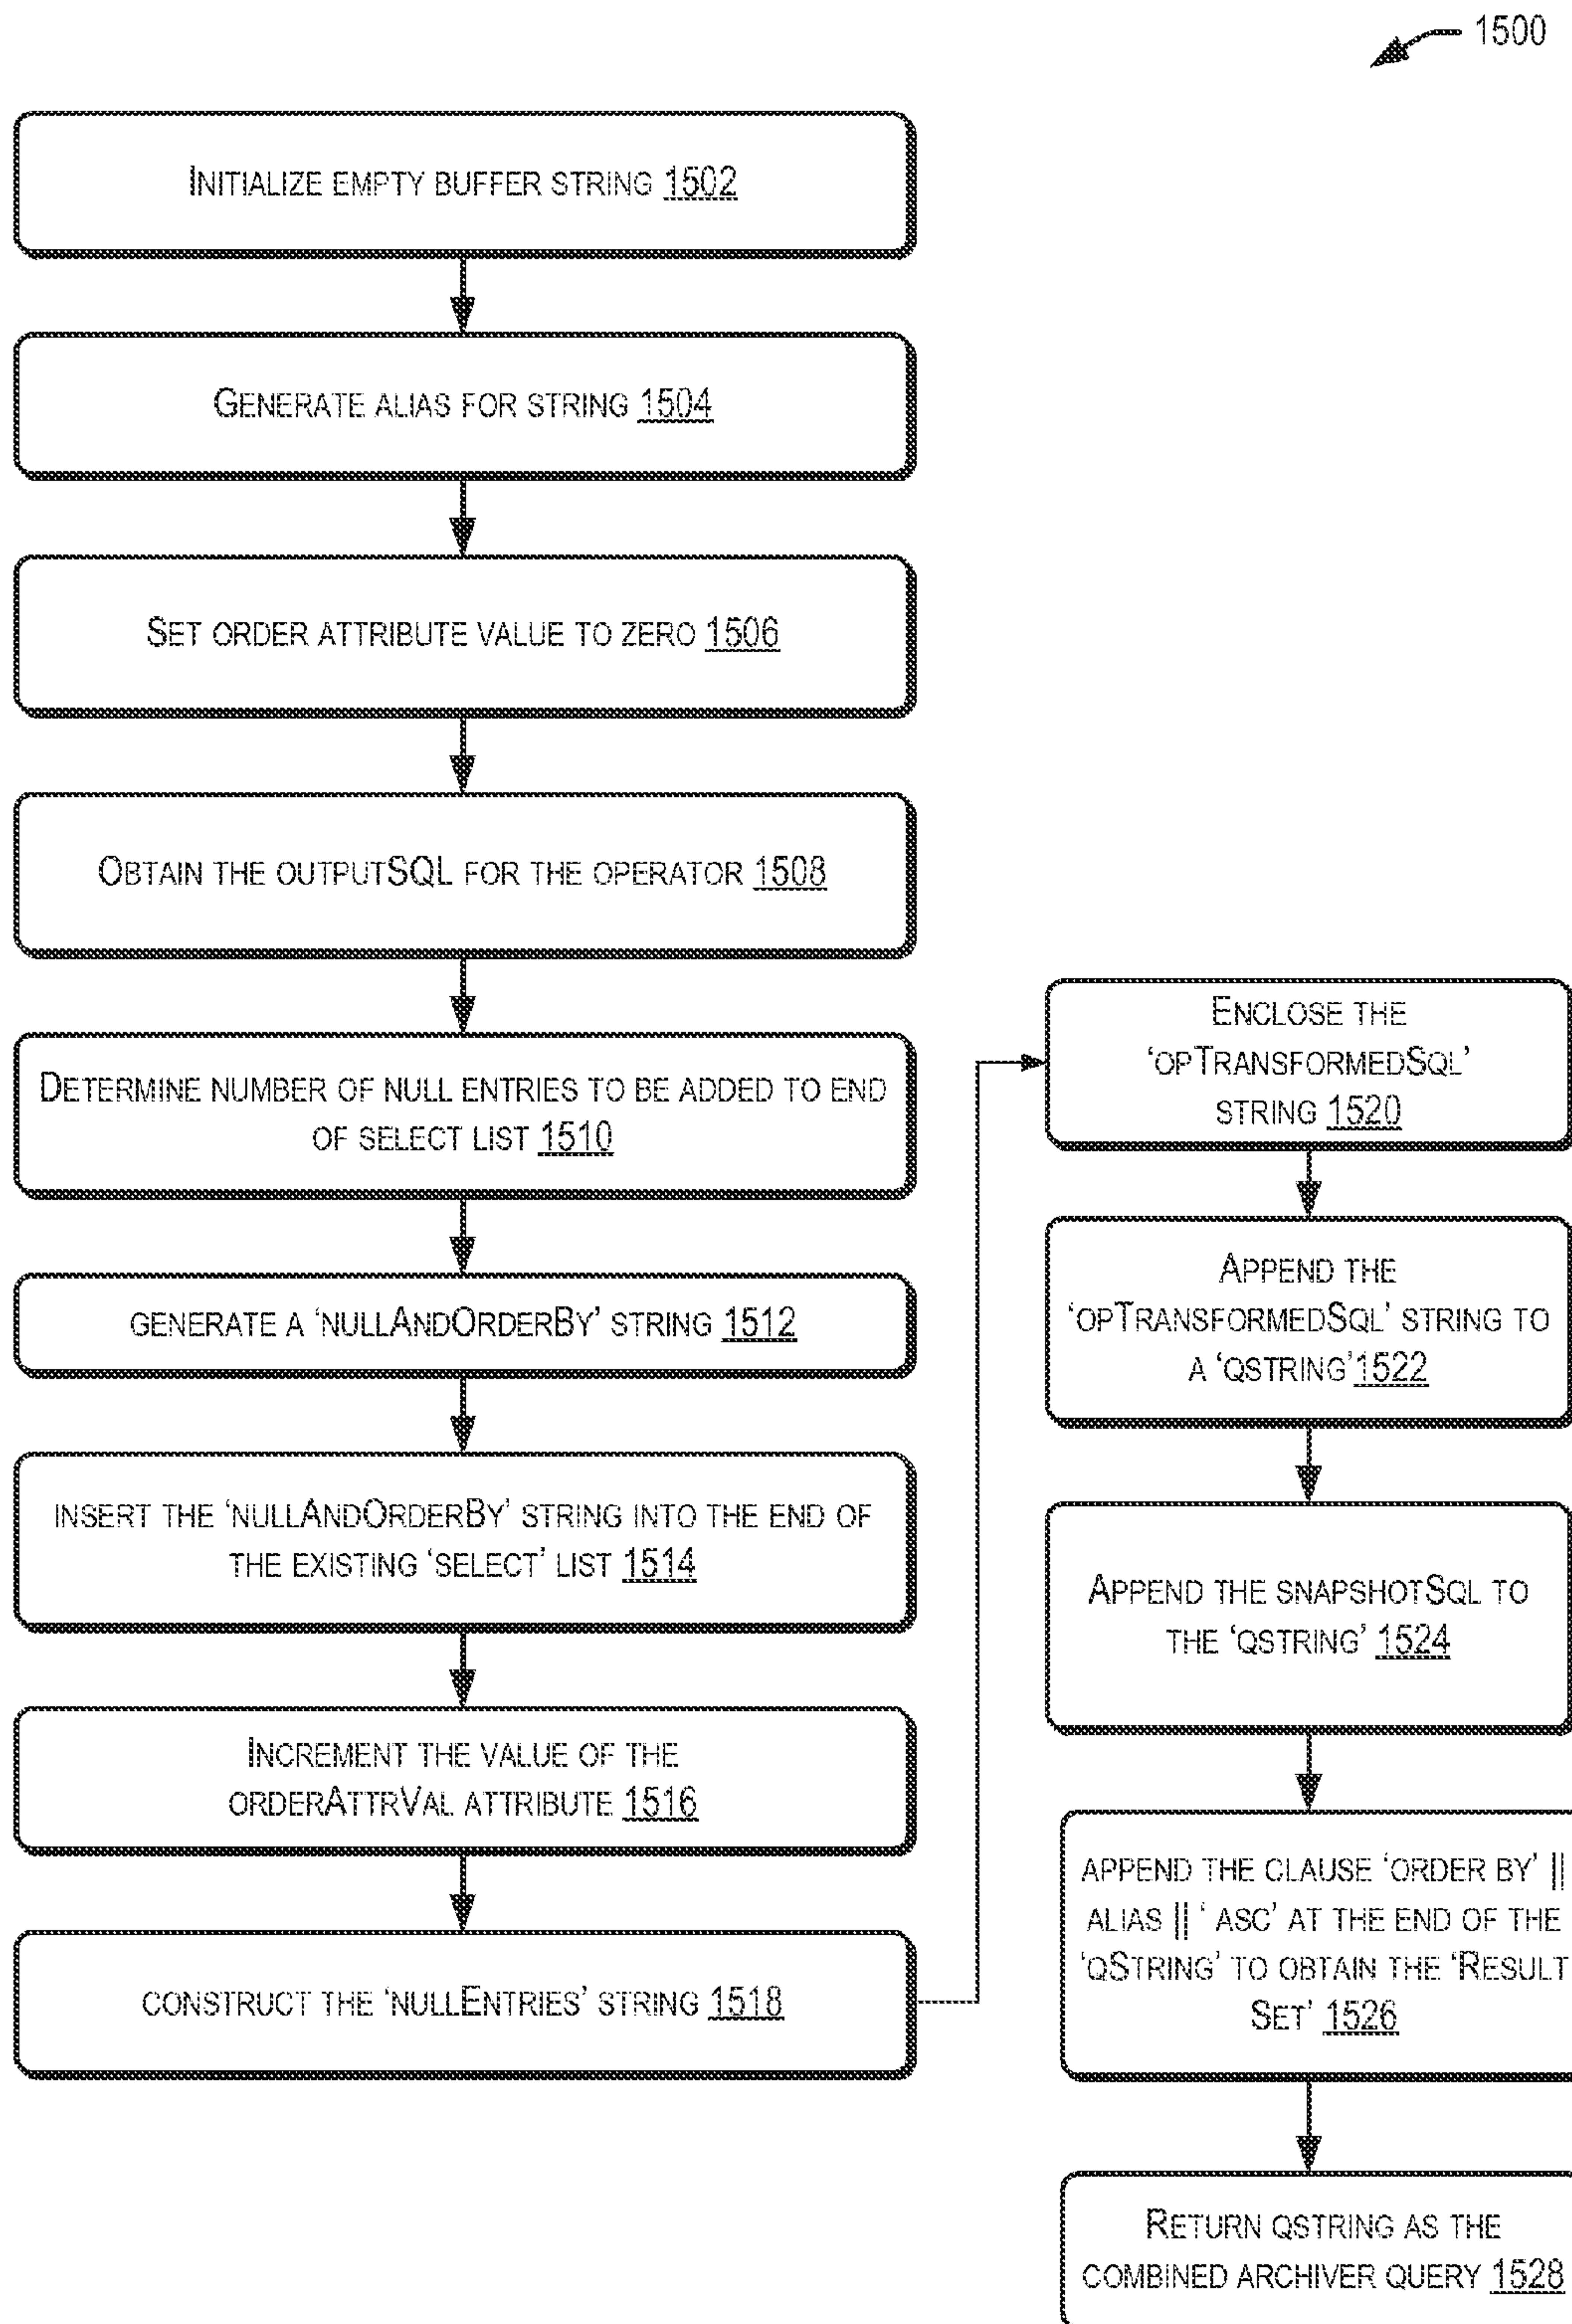 1500
INITIALIZE EMPTY BUFFER STRING 1502
GENERATE ALIAS FOR STRING 1504
SET ORDER ATTRIBUTE VALUE TO ZERO 1506
OBTAIN THE OUTPUTSQL FOR THE OPERATOR 1508
DETERMINE NUMBER OF NULL ENTRIES TO BE ADDED TO END
OF SELECT LIST 1510
GENERATE A ‘NULLANDORDERBY’ STRING 1512
INSERT THE ‘NULLANDORDERBY’ STRING INTO THE END OF
THE EXISTING ‘SELECT’ LIST 1514
INCREMENT THE VALUE OF THE
ORDERATTRVAL ATTRIBUTE 1516
CONSTRUCT THE ‘NULLENTRIES’ STRING 1518
ENCLOSE THE
‘OPTRANSFORMEDSQL’
STRING 1520
APPEND THE
‘OPTRANSFORMEDSQL’ STRING TO
A ‘QSTRING’1522
APPEND THE SNAPSHOTSQL TO
THE ‘QSTRING’ 1524
APPEND THE CLAUSE ‘ORDER BY’ ||
ALIAS || ‘ ASC’ AT THE END OF THE
‘QSTRING’ TO OBTAIN THE ‘RESULT
SET’ 1526
RETURN QSTRING AS THE
COMBINED ARCHIVER QUERY 1528